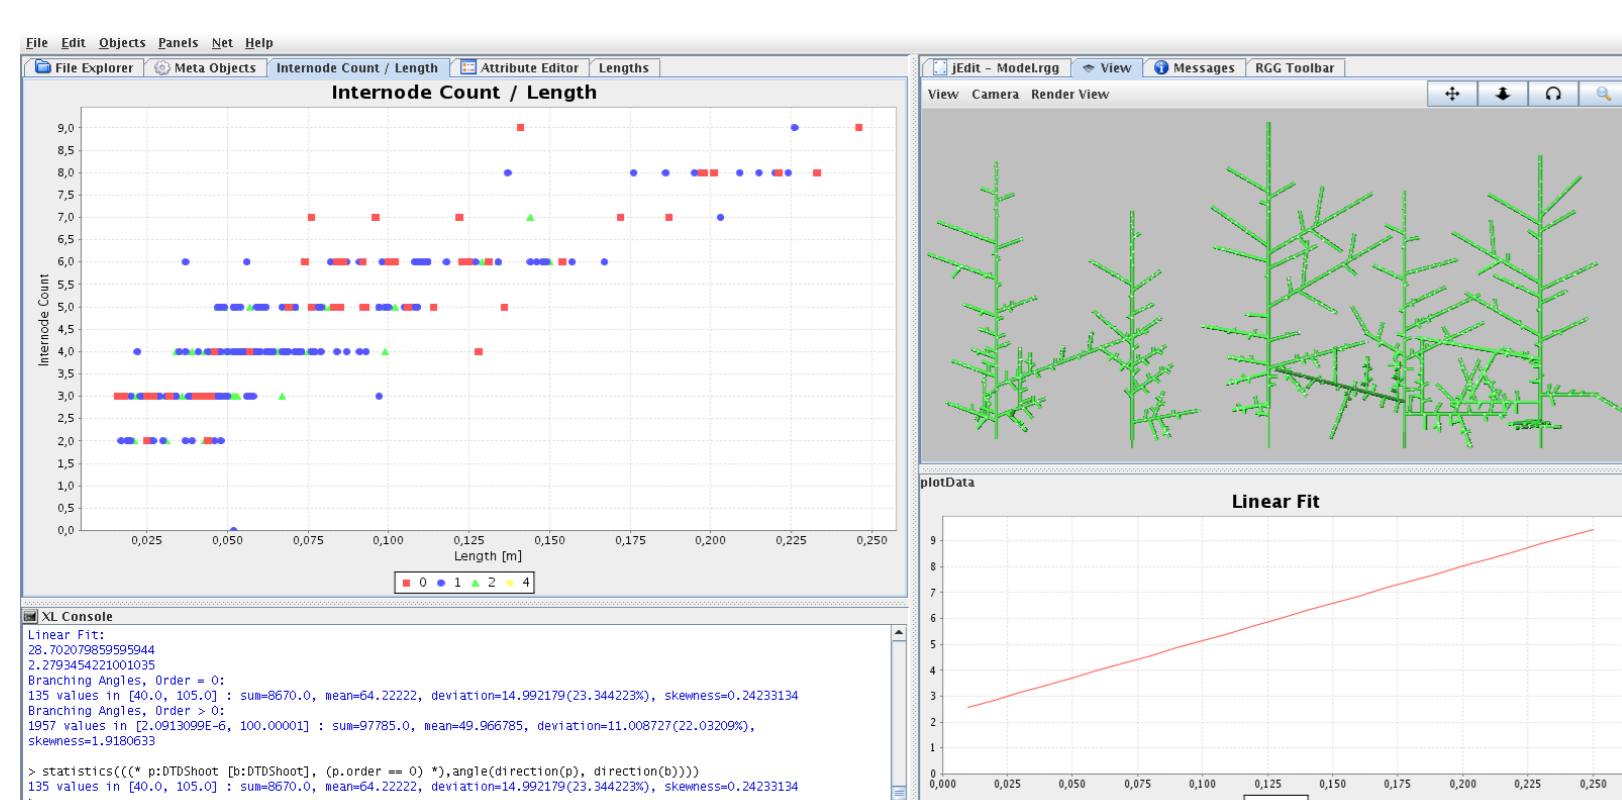 File Edit Objects Panels Net Help
File Explorer Meta Objects Internode Count / Length Attribute Editor Lengths
Internode Count / Length
9,0
8,5
8,0
7,5
7,0
6,5
6,0
5,5
5,0
4,5
4,0
3,5
3,0
2,5
2,0
1,5
1,0
0,5
0,0
Internode Count
0,025 0,050 0,075 0,100 0,125 0,150 0,175 0,200 0,225 0,250
Length [m]
0 1 2 4
XL Console
Linear Fit:
28.702079859595944
2.2793454221001035
Branching Angles, Order = 0:
135 values in [40.0, 105.0] : sum=8670.0, mean=64.22222, deviation=14.992179(23.344223%), skewness=0.24233134
Branching Angles, Order > 0:
1957 values in [2.0913099E-6, 100.00001] : sum=97785.0, mean=49.966785, deviation=11.008727(22.03209%),
skewness=1.9180633
> statistics(((* p:DTDShoot [b:DTDShoot], (p.order == 0) *),angle(direction(p), direction(b))))
135 values in [40.0, 105.0] : sum=8670.0, mean=64.22222, deviation=14.992179(23.344223%), skewness=0.24233134
jEdit - Model.rgg View Messages RGG Toolbar
View Camera Render View
plotData
Linear Fit
9
8
7
6
5
4
3
2
1
0
0,000 0,025 0,050 0,075 0,100 0,125 0,150 0,175 0,200 0,225 0,250